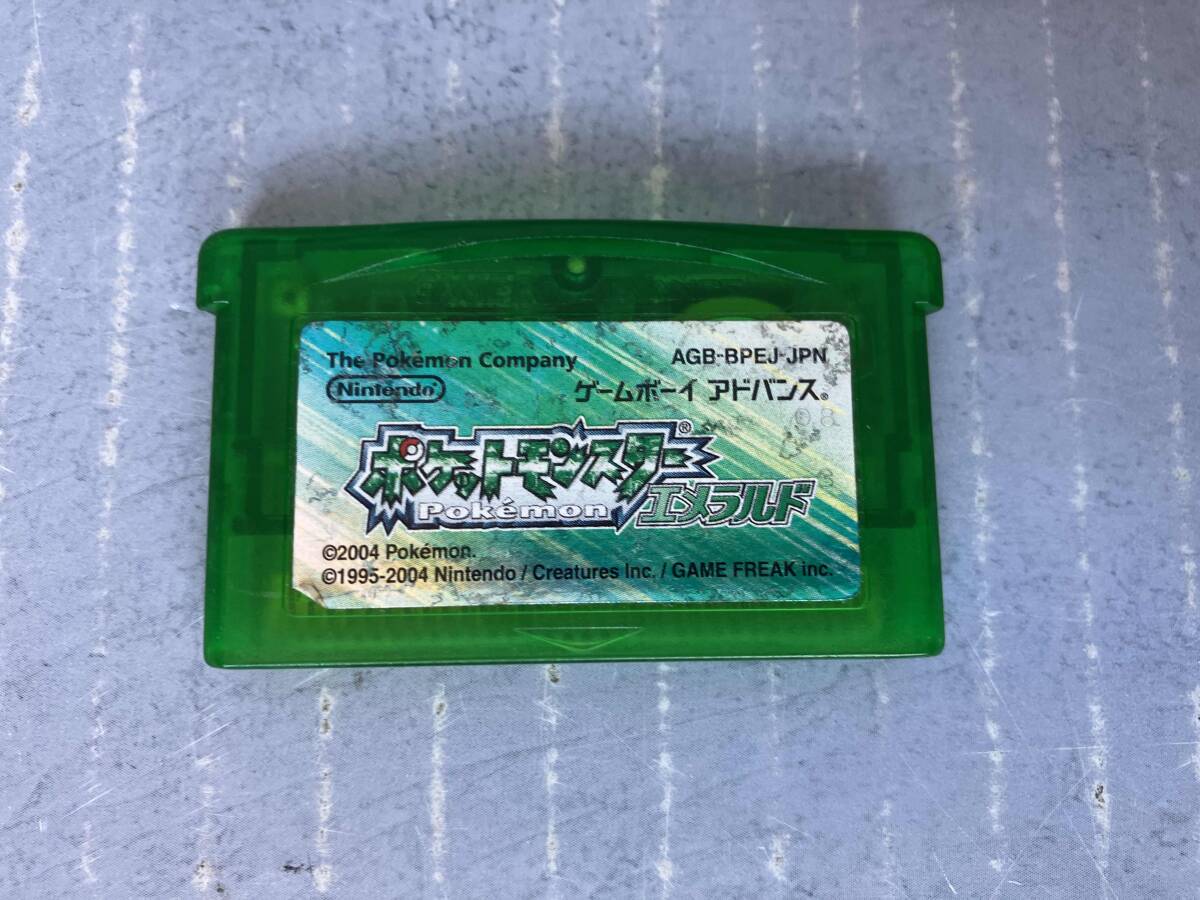 The Pokémon Company
AGB-BPEJ-JPN
Nintendo®
ゲームボーイ アドバンス®
ポケットモンスター®
Pokémon
エメラルド
©2004 Pokémon.
©1995-2004 Nintendo / Creatures Inc. / GAME FREAK inc.